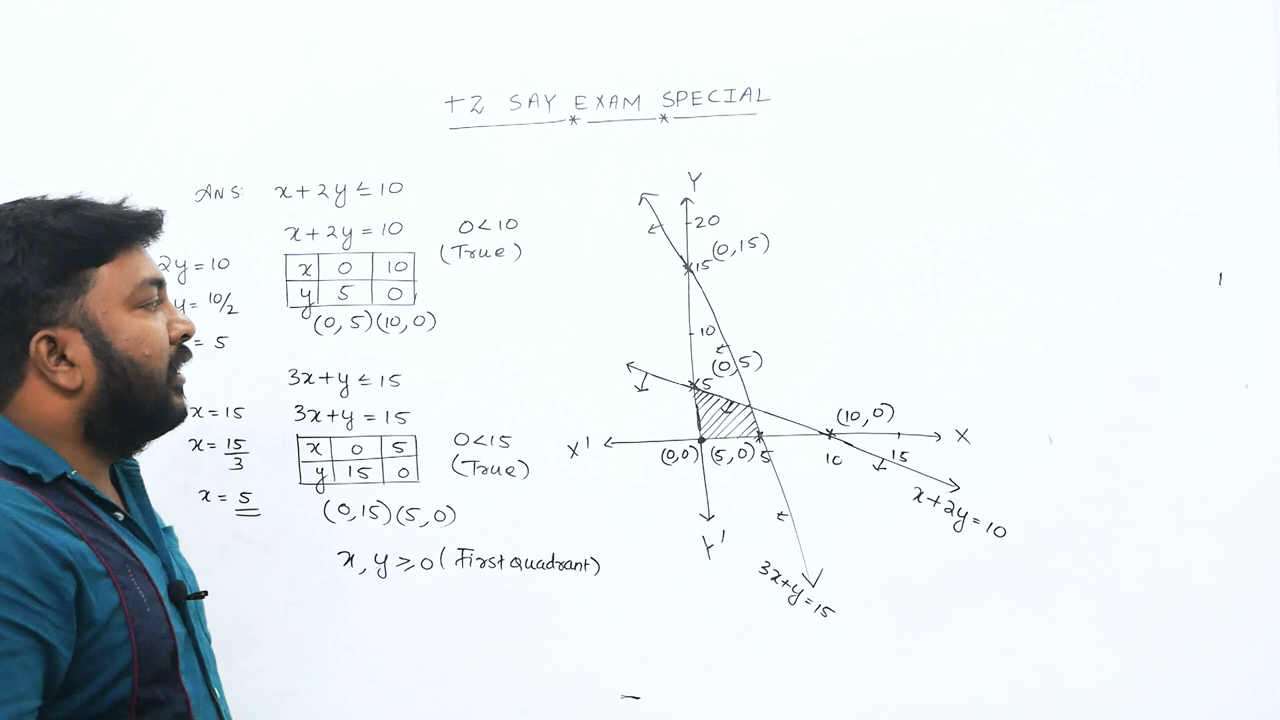 +2 SAY EXAM SPECIAL
ANS: x+2y ≤ 10
x+2y = 10
0<10
(True)
2y = 10
y = 10/2
= 5
x 0 10
y 5 0
(0,5)(10,0)
3x+y ≤ 15
3x+y = 15
x = 15
x = 15/3
x = 5
x 0 5
y 15 0
0<15
(True)
(0,15)(5,0)
x, y ≥ 0 (First quadrant)
Y
20
15 (0,15)
10
(0,5)
5
(10,0)
X' X
(0,0) (5,0) 5 10 15
x+2y=10
Y'
3x+y=15